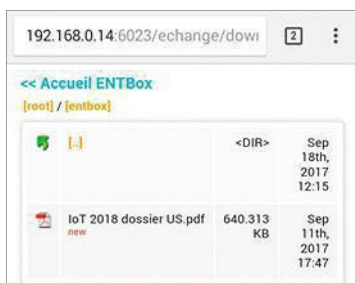 192.168.0.14:6023/echange/down
2
<< Accueil ENTBox
[root] / [entbox]
[..]
<DIR>
Sep
18th,
2017
12:15
IoT 2018 dossier US.pdf
new
640.313
KB
Sep
11th,
2017
17:47